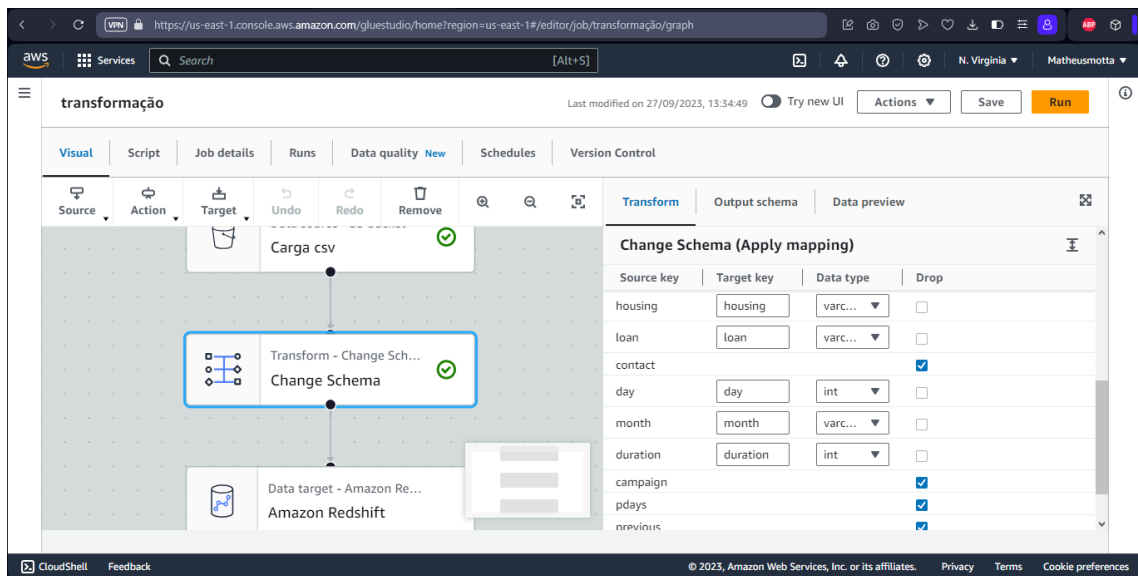 VPN https://us-east-1.console.aws.amazon.com/gluestudio/home?region=us-east-1#/editor/job/transformação/graph 8 ABP
aws Services Search [Alt+S] N. Virginia Matheusmotta
transformação Last modified on 27/09/2023, 13:34:49 Try new UI Actions Save Run
Visual Script Job details Runs Data quality New Schedules Version Control
Source Action Target Undo Redo Remove
Transform Output schema Data preview
Carga csv
Transform - Change Sch...
Change Schema
Data target - Amazon Re...
Amazon Redshift
Change Schema (Apply mapping)
Source key Target key Data type Drop
housing housing varc...
loan loan varc...
contact
day day int
month month varc...
duration duration int
campaign
pdays
previous
CloudShell Feedback © 2023, Amazon Web Services, Inc. or its affiliates. Privacy Terms Cookie preferences